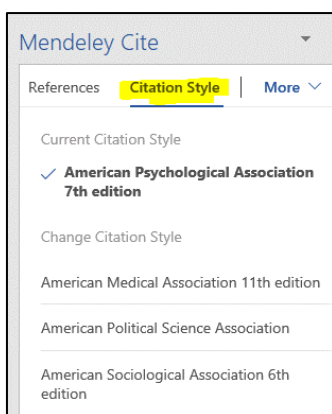 Mendeley Cite
References Citation Style More
Current Citation Style
American Psychological Association
7th edition
Change Citation Style
American Medical Association 11th edition
American Political Science Association
American Sociological Association 6th
edition